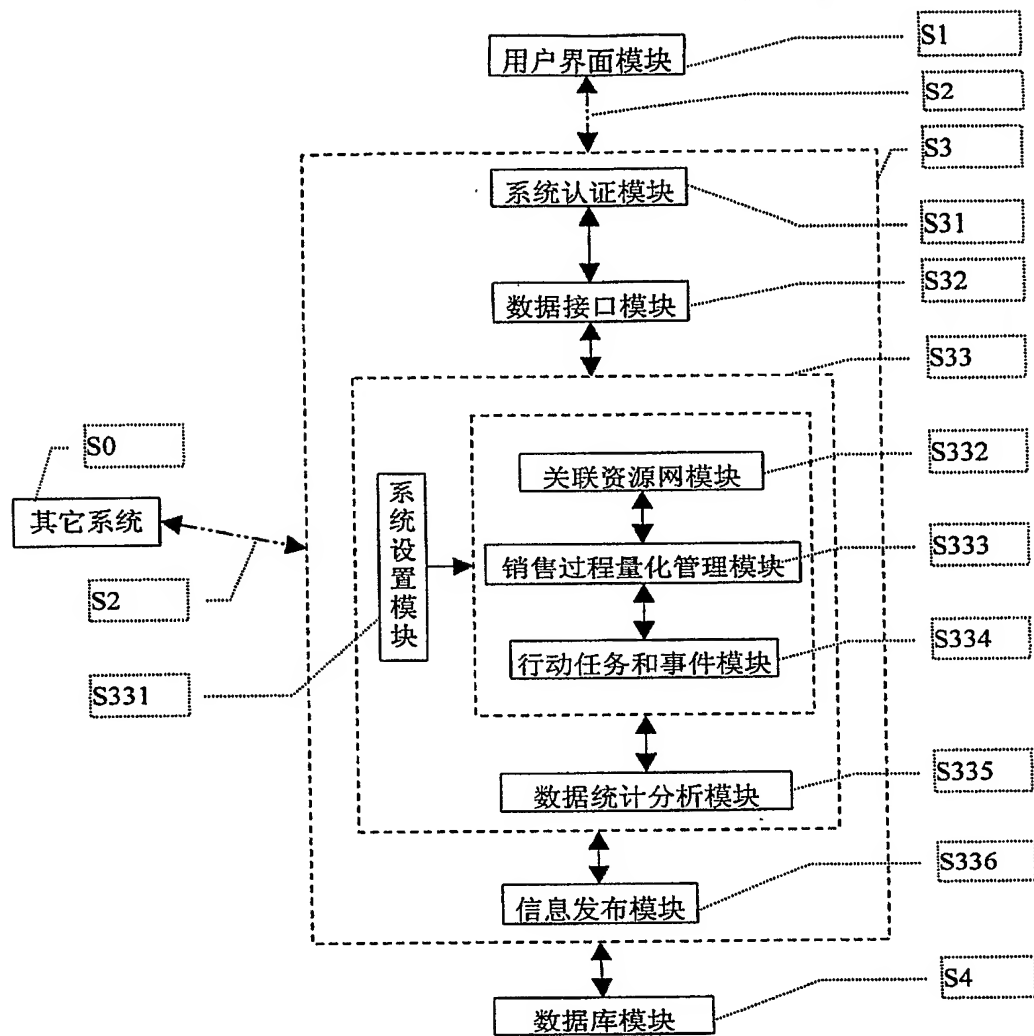 S1
用户界面模块
S2
S3
系统认证模块
S31
S32
数据接口模块
S33
S0
S332
关联资源网模块
系统设置模块
其它系统
销售过程量化管理模块
S333
S2
S334
行动任务和事件模块
S331
S335
数据统计分析模块
S336
信息发布模块
S4
数据库模块